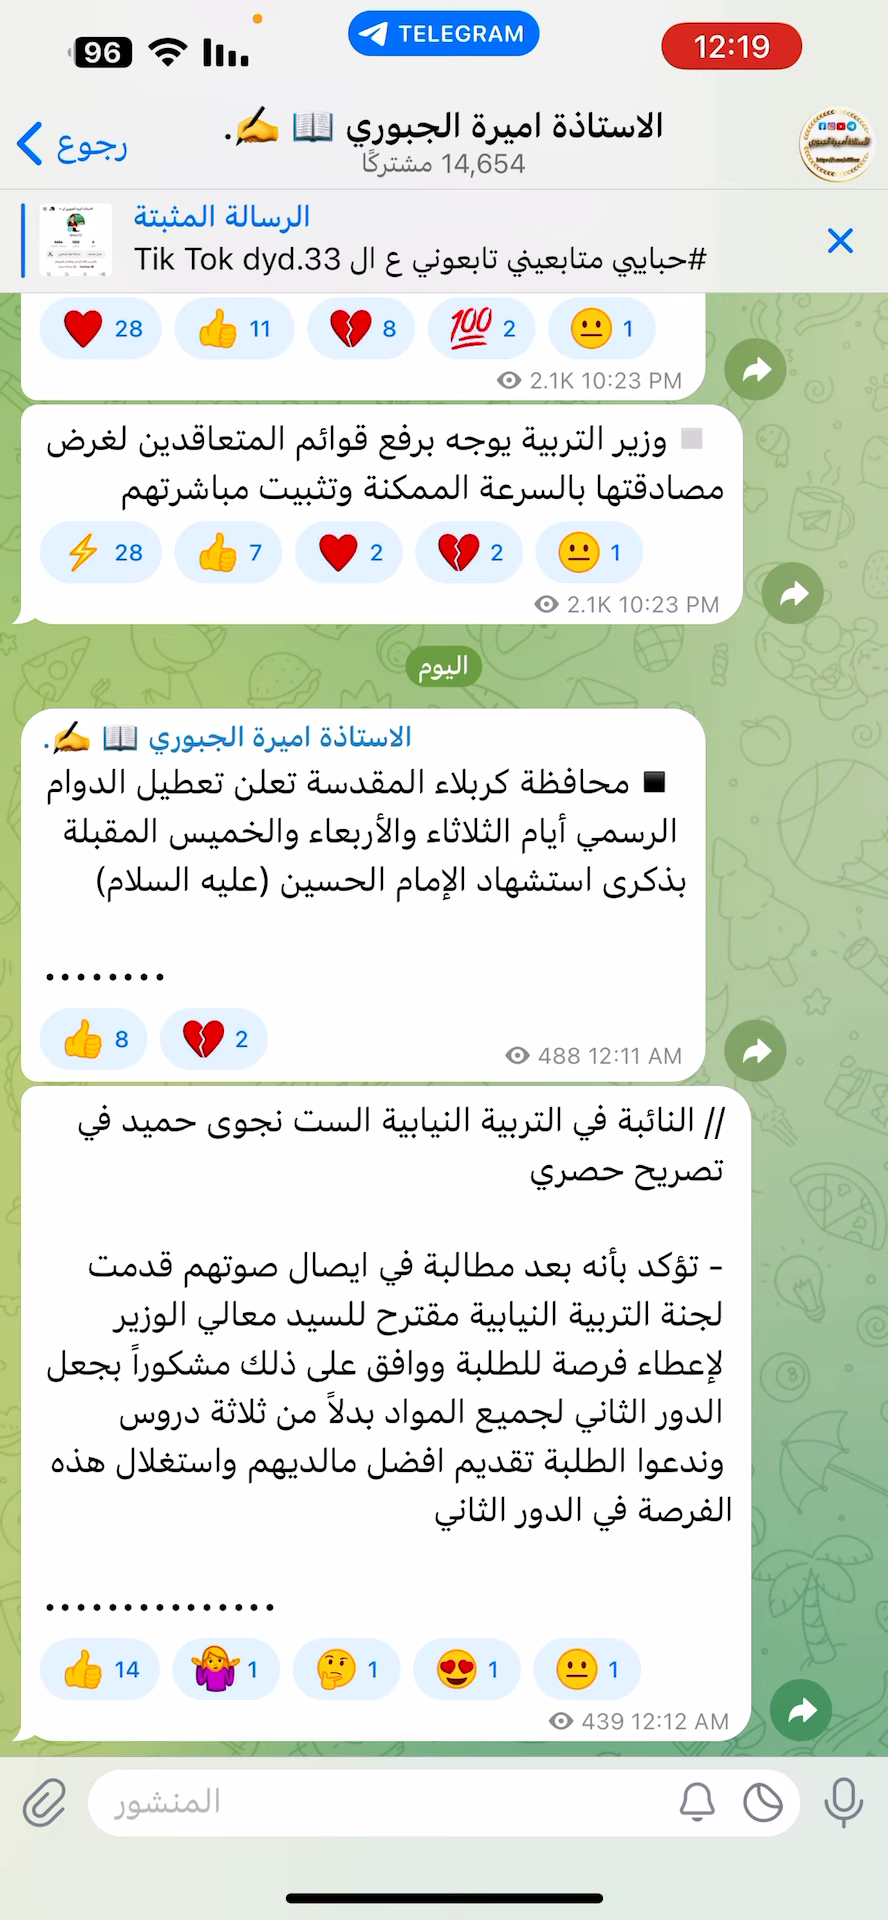 96
TELEGRAM
12:19
رجوع
الاستاذة اميرة الجبوري 📖 ✍️.
14,654 مشتركًا
الرسالة المثبتة
#حبايبي متابعيني تابعوني ع ال Tik Tok dyd.33
❤️ 28 👍 11 💔 8 💯 2 😐 1
2.1K 10:23 PM
◽ وزير التربية يوجه برفع قوائم المتعاقدين لغرض
مصادقتها بالسرعة الممكنة وتثبيت مباشرتهم
⚡ 28 👍 7 ❤️ 2 💔 2 😐 1
2.1K 10:23 PM
اليوم
الاستاذة اميرة الجبوري 📖 ✍️.
◾ محافظة كربلاء المقدسة تعلن تعطيل الدوام
الرسمي أيام الثلاثاء والأربعاء والخميس المقبلة
بذكرى استشهاد الإمام الحسين (عليه السلام)
........
👍 8 💔 2
488 12:11 AM
// النائبة في التربية النيابية الست نجوى حميد في
تصريح حصري
- تؤكد بأنه بعد مطالبة في ايصال صوتهم قدمت
لجنة التربية النيابية مقترح للسيد معالي الوزير
لإعطاء فرصة للطلبة ووافق على ذلك مشكوراً بجعل
الدور الثاني لجميع المواد بدلاً من ثلاثة دروس
وندعوا الطلبة تقديم افضل مالديهم واستغلال هذه
الفرصة في الدور الثاني
...............
👍 14 🤷‍♀️ 1 🤔 1 😍 1 😐 1
439 12:12 AM
المنشور